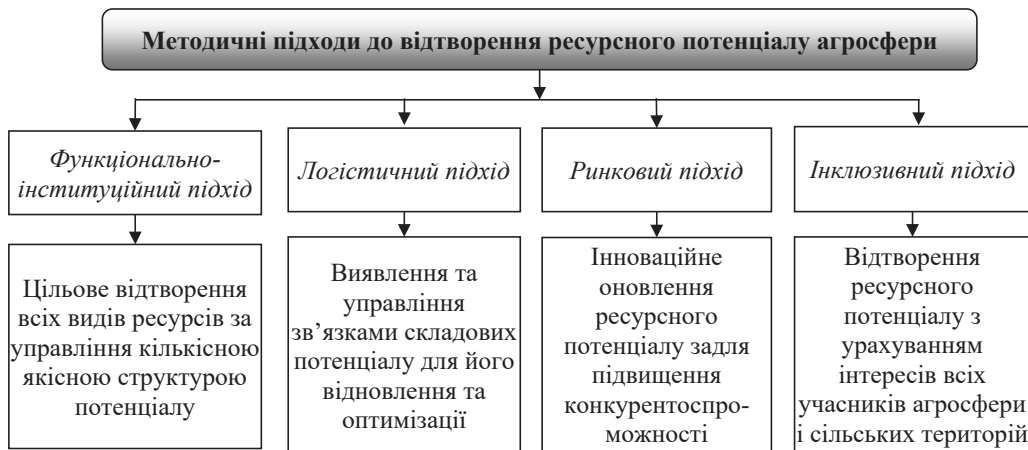 Методичні підходи до відтворення ресурсного потенціалу агросфери
Функціонально-
інституційний підхід
Логістичний підхід
Ринковий підхід
Інклюзивний підхід
Цільове відтворення
всіх видів ресурсів за
управління кількісною
якісною структурою
потенціалу
Виявлення та
управління
зв’язками складових
потенціалу для його
відновлення та
оптимізації
Інноваційне
оновлення
ресурсного
потенціалу задля
підвищення
конкурентоспро-
можності
Відтворення
ресурсного
потенціалу з
урахуванням
інтересів всіх
учасників агросфери
і сільських територій